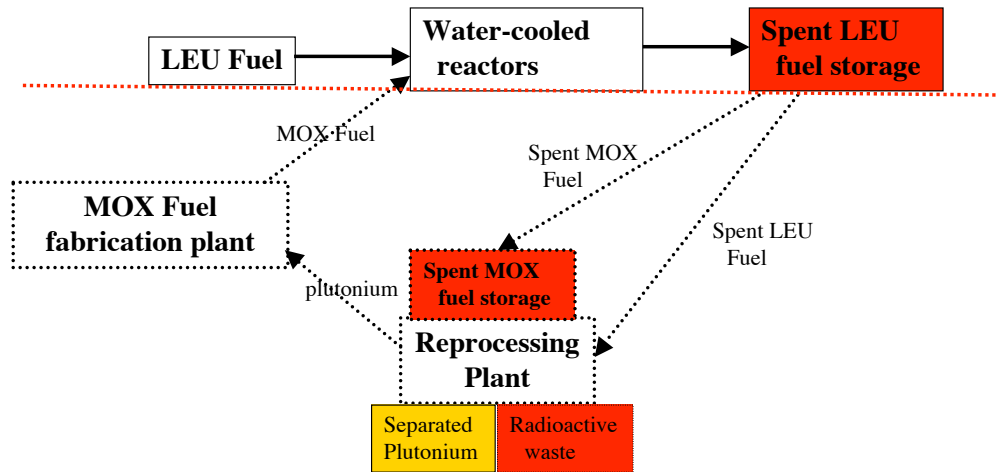 LEU Fuel
Water-cooled
reactors
Spent LEU
fuel storage
MOX Fuel
Spent MOX
Fuel
MOX Fuel
fabrication plant
Spent LEU
Fuel
plutonium
Spent MOX
fuel storage
Reprocessing
Plant
Separated
Plutonium
Radioactive
waste